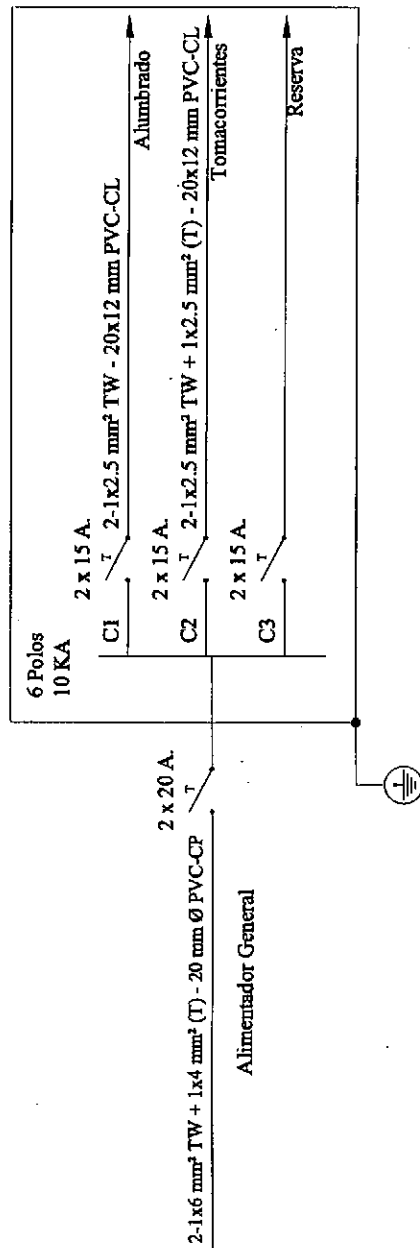 6 Polos
10 KA
2 x 15 A.
T
2-1x2.5 mm² TW - 20x12 mm PVC-CL
C1
Alumbrado
2 x 15 A.
T
2-1x2.5 mm² TW + 1x2.5 mm² (T) - 20x12 mm PVC-CL
C2
Tomacorrientes
2 x 15 A.
T
C3
Reserva
2 x 20 A.
T
2-1x6 mm² TW + 1x4 mm² (T) - 20 mm Ø PVC-CP
Alimentador General